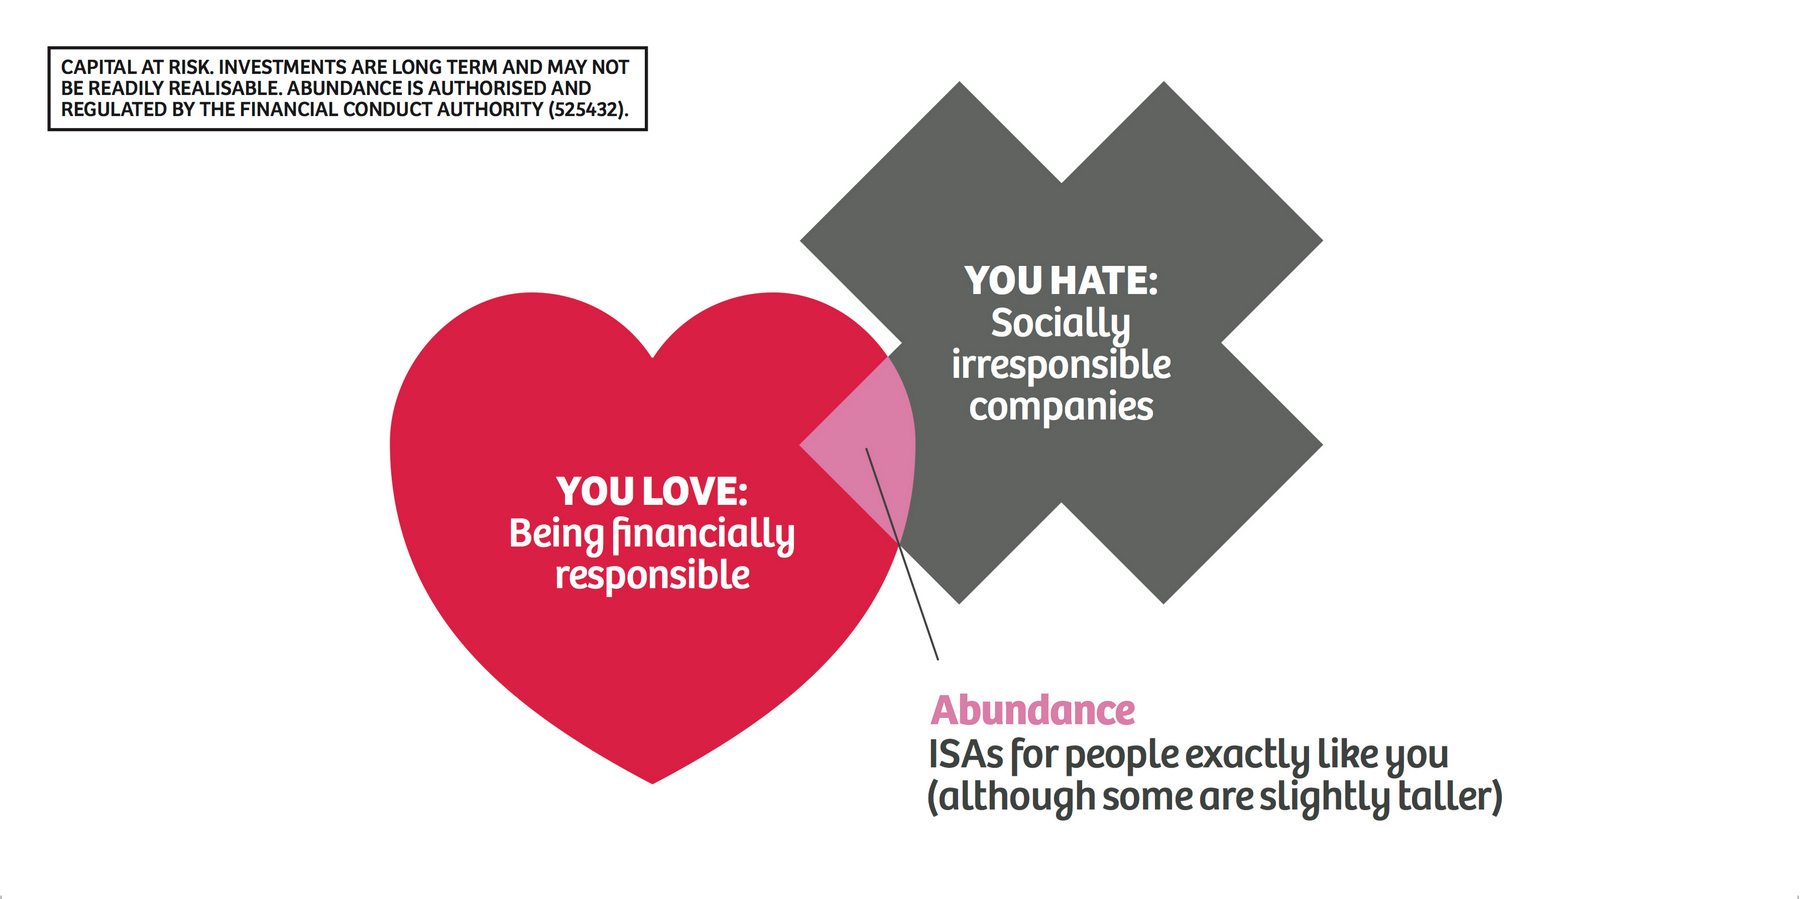 CAPITAL AT RISK. INVESTMENTS ARE LONG TERM AND MAY NOT
BE READILY REALISABLE. ABUNDANCE IS AUTHORISED AND
REGULATED BY THE FINANCIAL CONDUCT AUTHORITY (525432).
YOU HATE:
Socially
irresponsible
companies
YOU LOVE:
Being financially
responsible
Abundance
ISAs for people exactly like you
(although some are slightly taller)